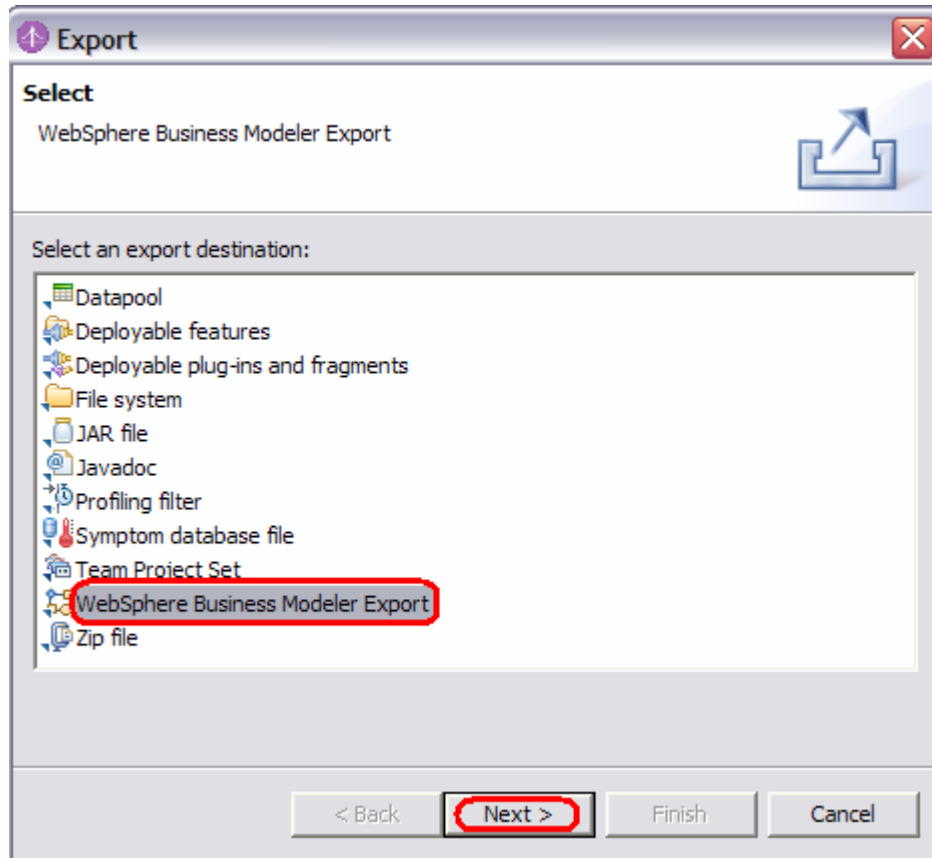 Export
Select
WebSphere Business Modeler Export
Select an export destination:
Datapool
Deployable features
Deployable plug-ins and fragments
File system
JAR file
Javadoc
Profiling filter
Symptom database file
Team Project Set
WebSphere Business Modeler Export
Zip file
< Back Next > Finish Cancel